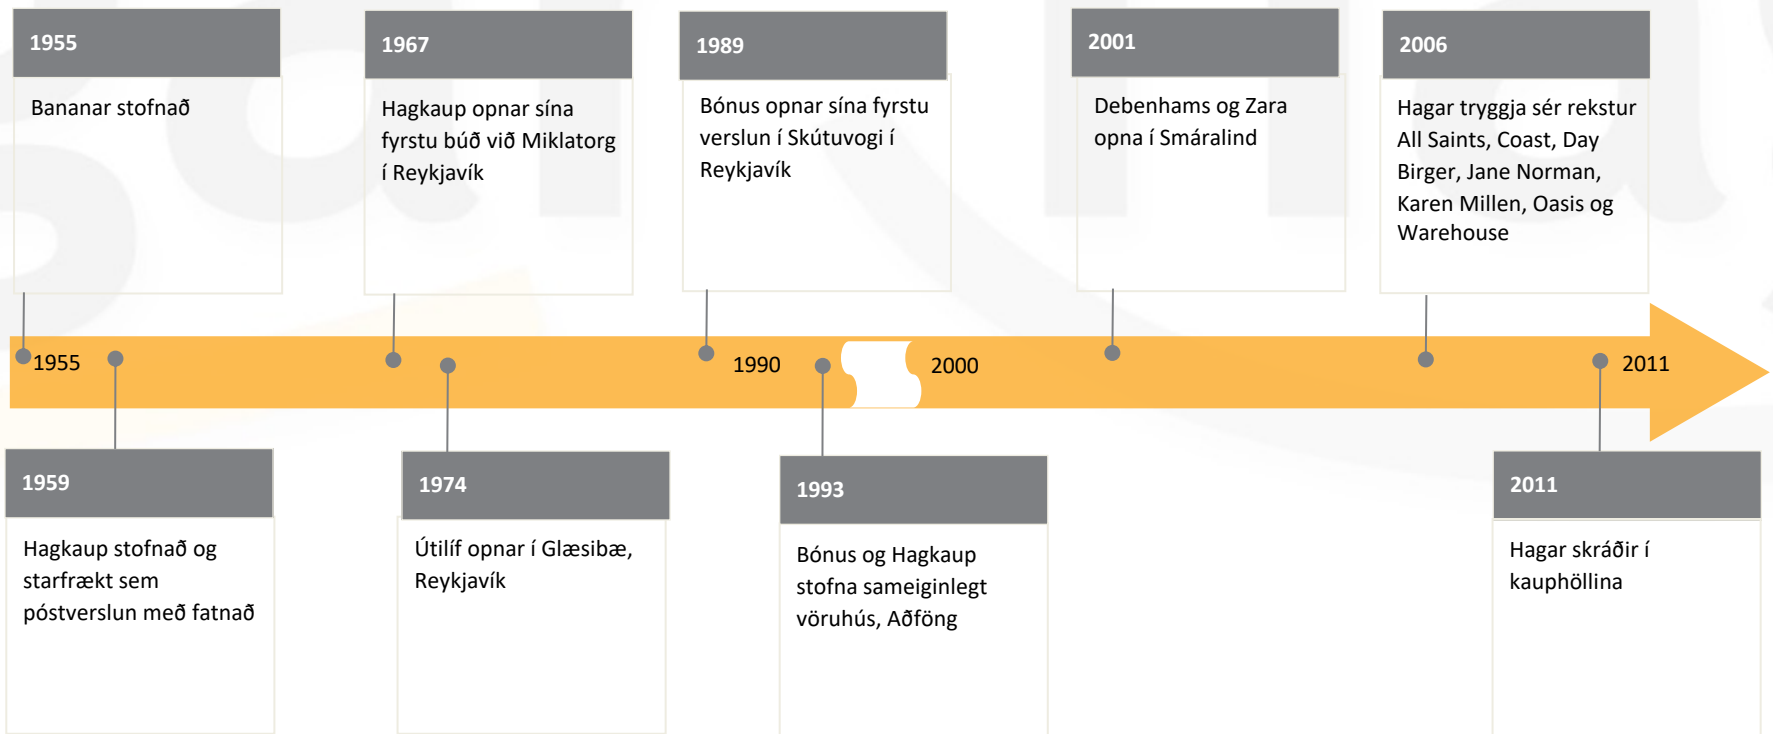 1955
Bananar stofnað
1967
Hagkaup opnar sína
fyrstu búð við Miklatorg
í Reykjavík
1989
Bónus opnar sína fyrstu
verslun í Skútuvogi í
Reykjavík
2001
Debenhams og Zara
opna í Smáralind
2006
Hagar tryggja sér rekstur
All Saints, Coast, Day
Birger, Jane Norman,
Karen Millen, Oasis og
Warehouse
1955
1990
2000
2011
1959
Hagkaup stofnað og
starfrækt sem
póstverslun með fatnað
1974
Útilíf opnar í Glæsibæ,
Reykjavík
1993
Bónus og Hagkaup
stofna sameiginlegt
vöruhús, Aðföng
2011
Hagar skráðir í
kauphöllina